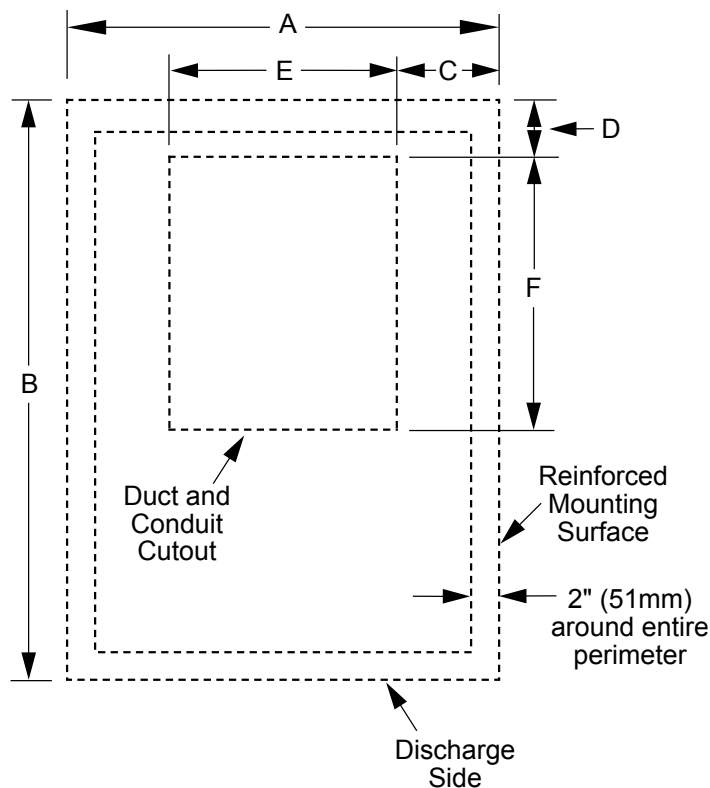 A
E
C
D
F
B
Duct and
Conduit
Cutout
Reinforced
Mounting
Surface
2" (51mm)
around entire
perimeter
Discharge
Side